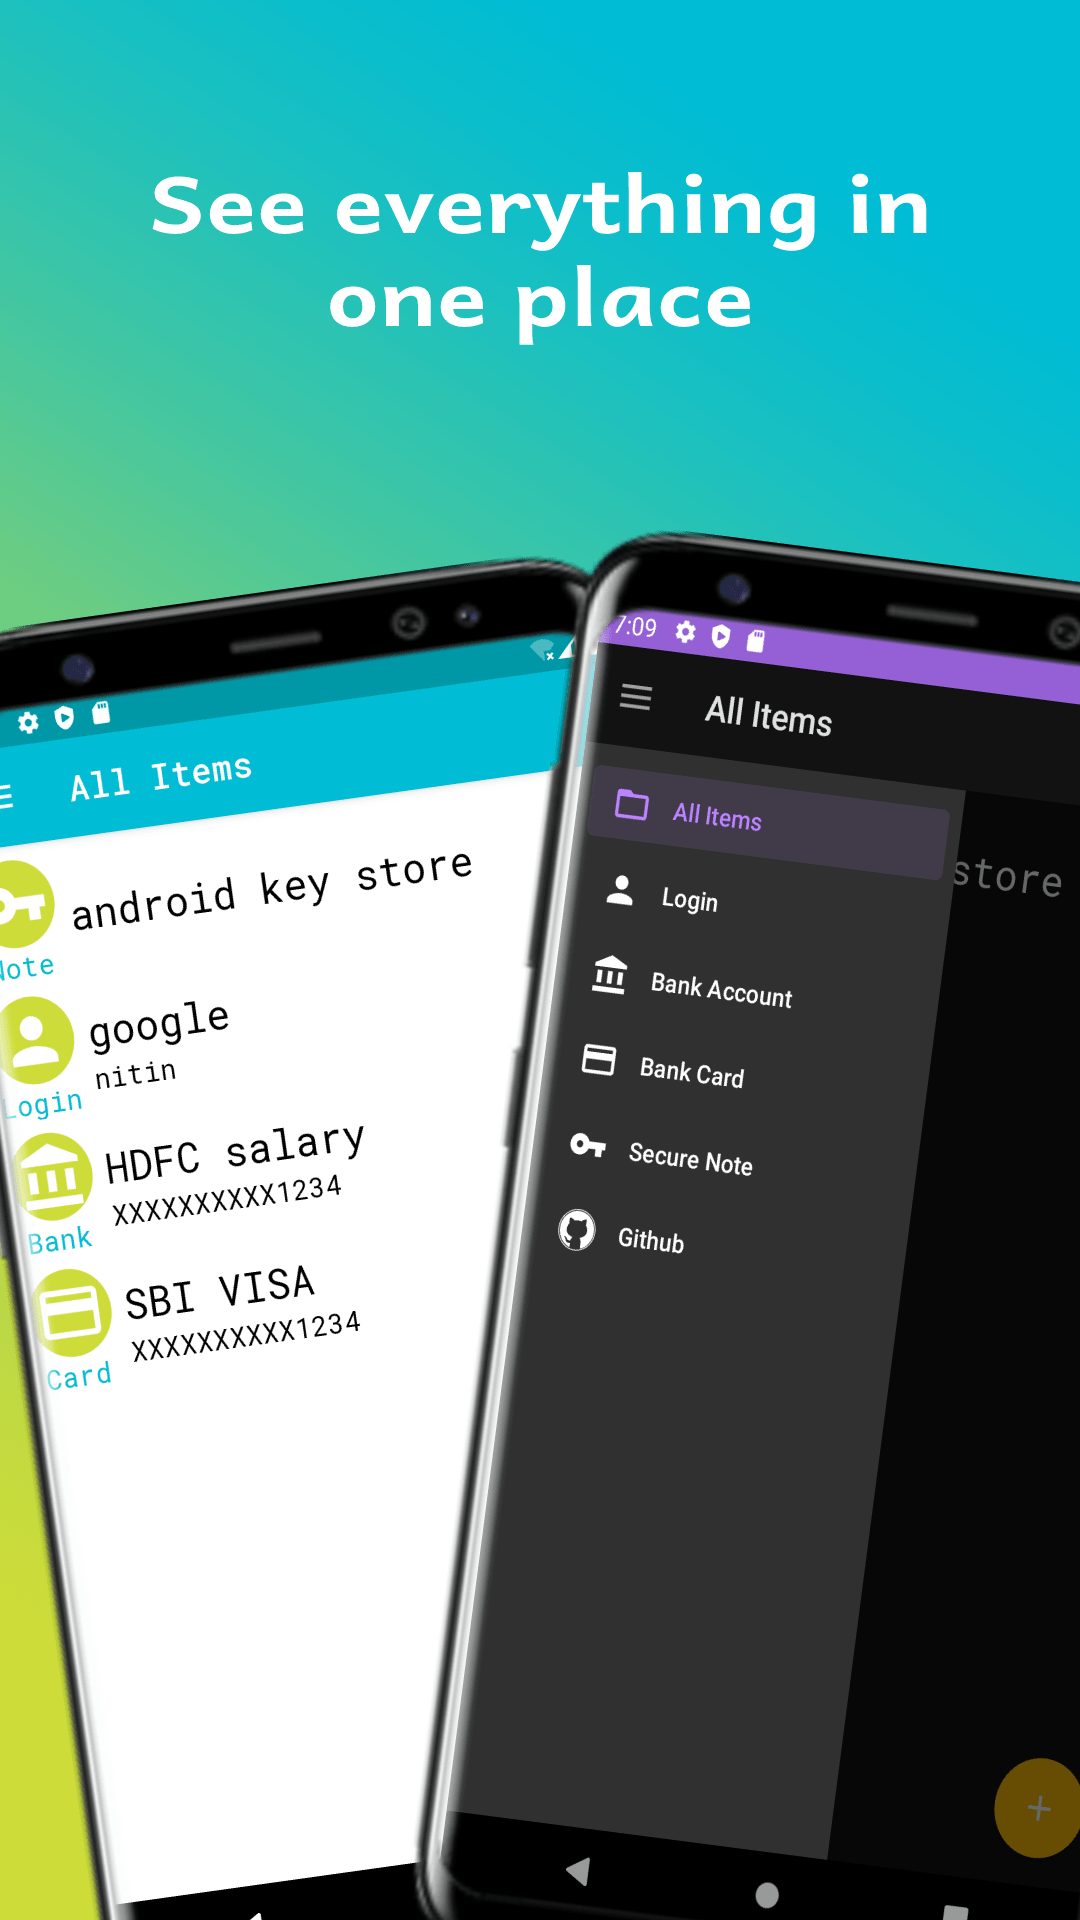 See everything in
one place
All Items
android key store
Note
google
nitin
Login
HDFC salary
XXXXXXXXXX1234
Bank
SBI VISA
XXXXXXXXXX1234
Card
7:09
All Items
All Items
store
Login
Bank Account
Bank Card
Secure Note
Github